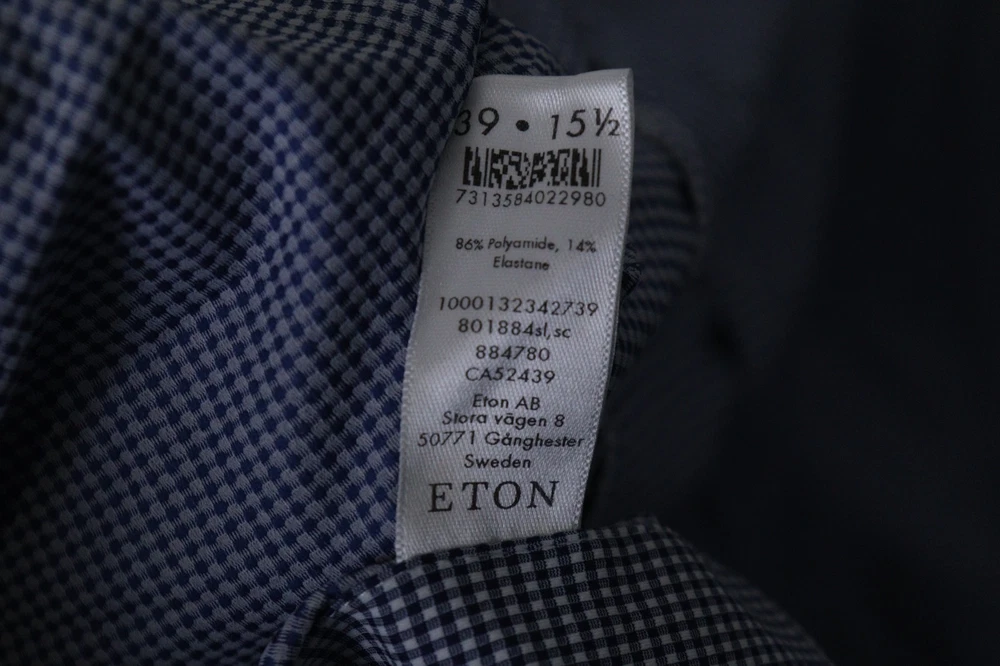 39 • 15½
7313584022980
86% Polyamide, 14%
Elastane
1000132342739
801884sl,sc
884780
CA52439
Eton AB
Stora vägen 8
50771 Gånghester
Sweden
ETON